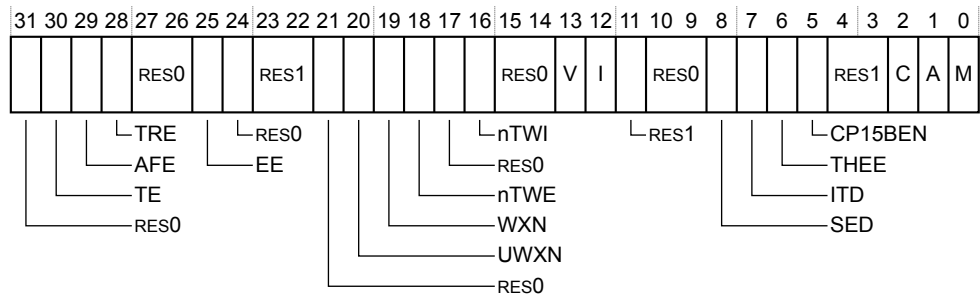 31 30 29 28 27 26 25 24 23 22 21 20 19 18 17 16 15 14 13 12 11 10 9 8 7 6 5 4 3 2 1 0
RES0 RES1 RES0 V I RES0 RES1 C A M
TRE RES0 nTWI RES1 CP15BEN
AFE EE RES0 THEE
TE nTWE ITD
RES0 WXN SED
UWXN
RES0